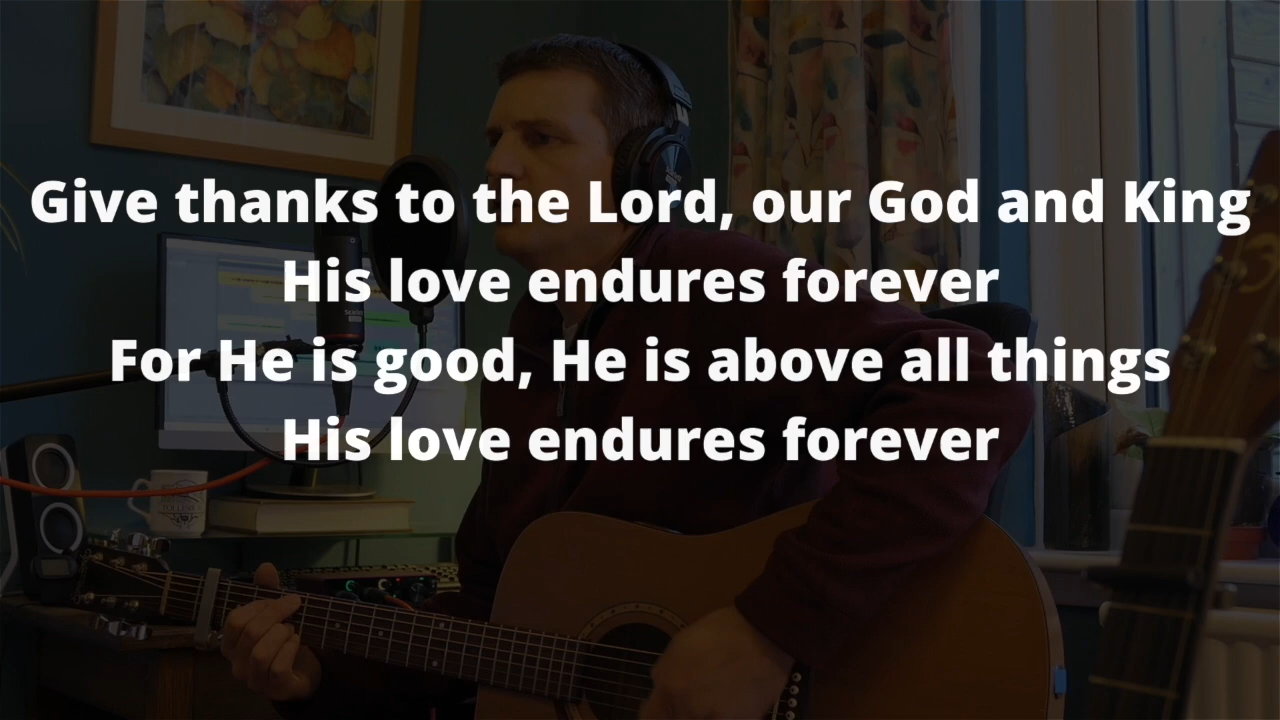 Give thanks to the Lord, our God and King
His love endures forever
For He is good, He is above all things
His love endures forever